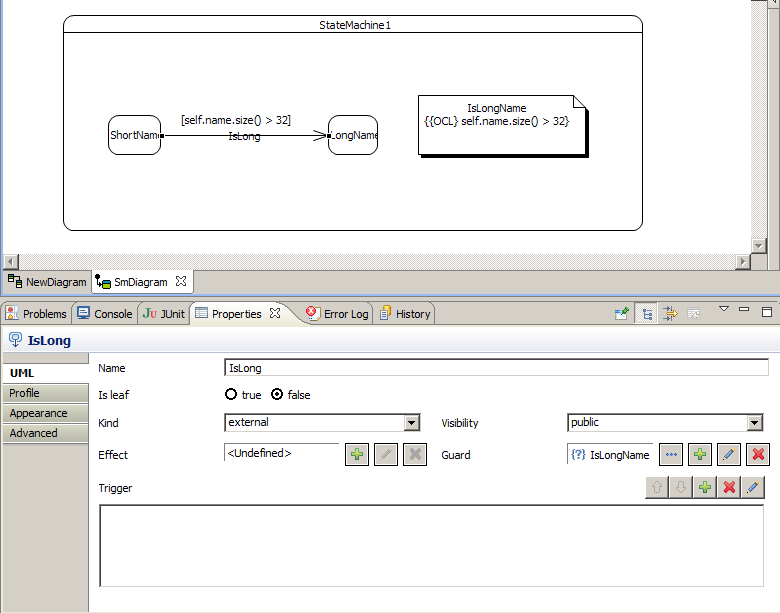 StateMachine1
IsLongName
{{OCL} self.name.size() > 32}
[self.name.size() > 32]
ShortName
IsLong
LongName
NewDiagram SmDiagram
Problems Console JUnit Properties Error Log History
IsLong
UML
Profile
Appearance
Advanced
Name IsLong
Is leaf true false
Kind external Visibility public
Effect <Undefined> Guard {?} IsLongName
Trigger